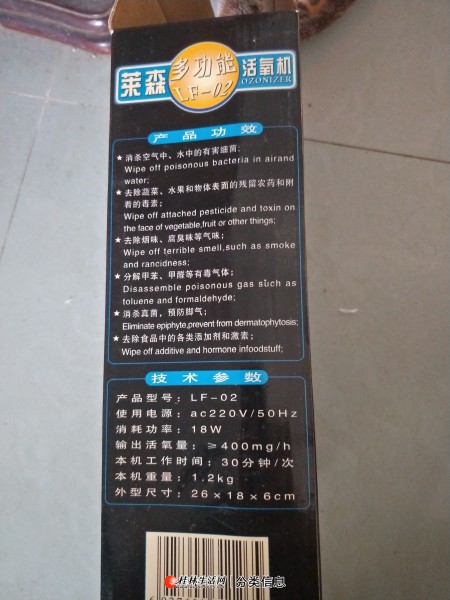 莱森
多功能
LF-02
活氧机
OZONIZER
产品功效
★消杀空气中、水中的有害细菌;
Wipe off poisonous bacteria in airand
water;
★去除蔬菜、水果和物体表面的残留农药和附
着的毒素;
Wipe off attached pesticide and toxin on
the face of vegetable,fruit or other things;
★去除烟味、腐臭味等气味;
Wipe off terrible smell,such as smoke
and rancidness;
★分解甲苯、甲醛等有毒气体;
Disassemble poisonous gas such as
toluene and formaldehyde;
★消杀真菌，预防脚气;
Eliminate epiphyte,prevent from dermatophytosis;
★去除食品中的各类添加剂和激素;
Wipe off additive and hormone infoodstuff;
技术参数
产品型号: LF-02
使用电源: ac220V/50Hz
消耗功率: 18W
输出活氧量: ≥400mg/h
本机工作时间: 30分钟/次
本机重量: 1.2kg
外型尺寸: 26×18×6cm
桂林生活网 分类信息